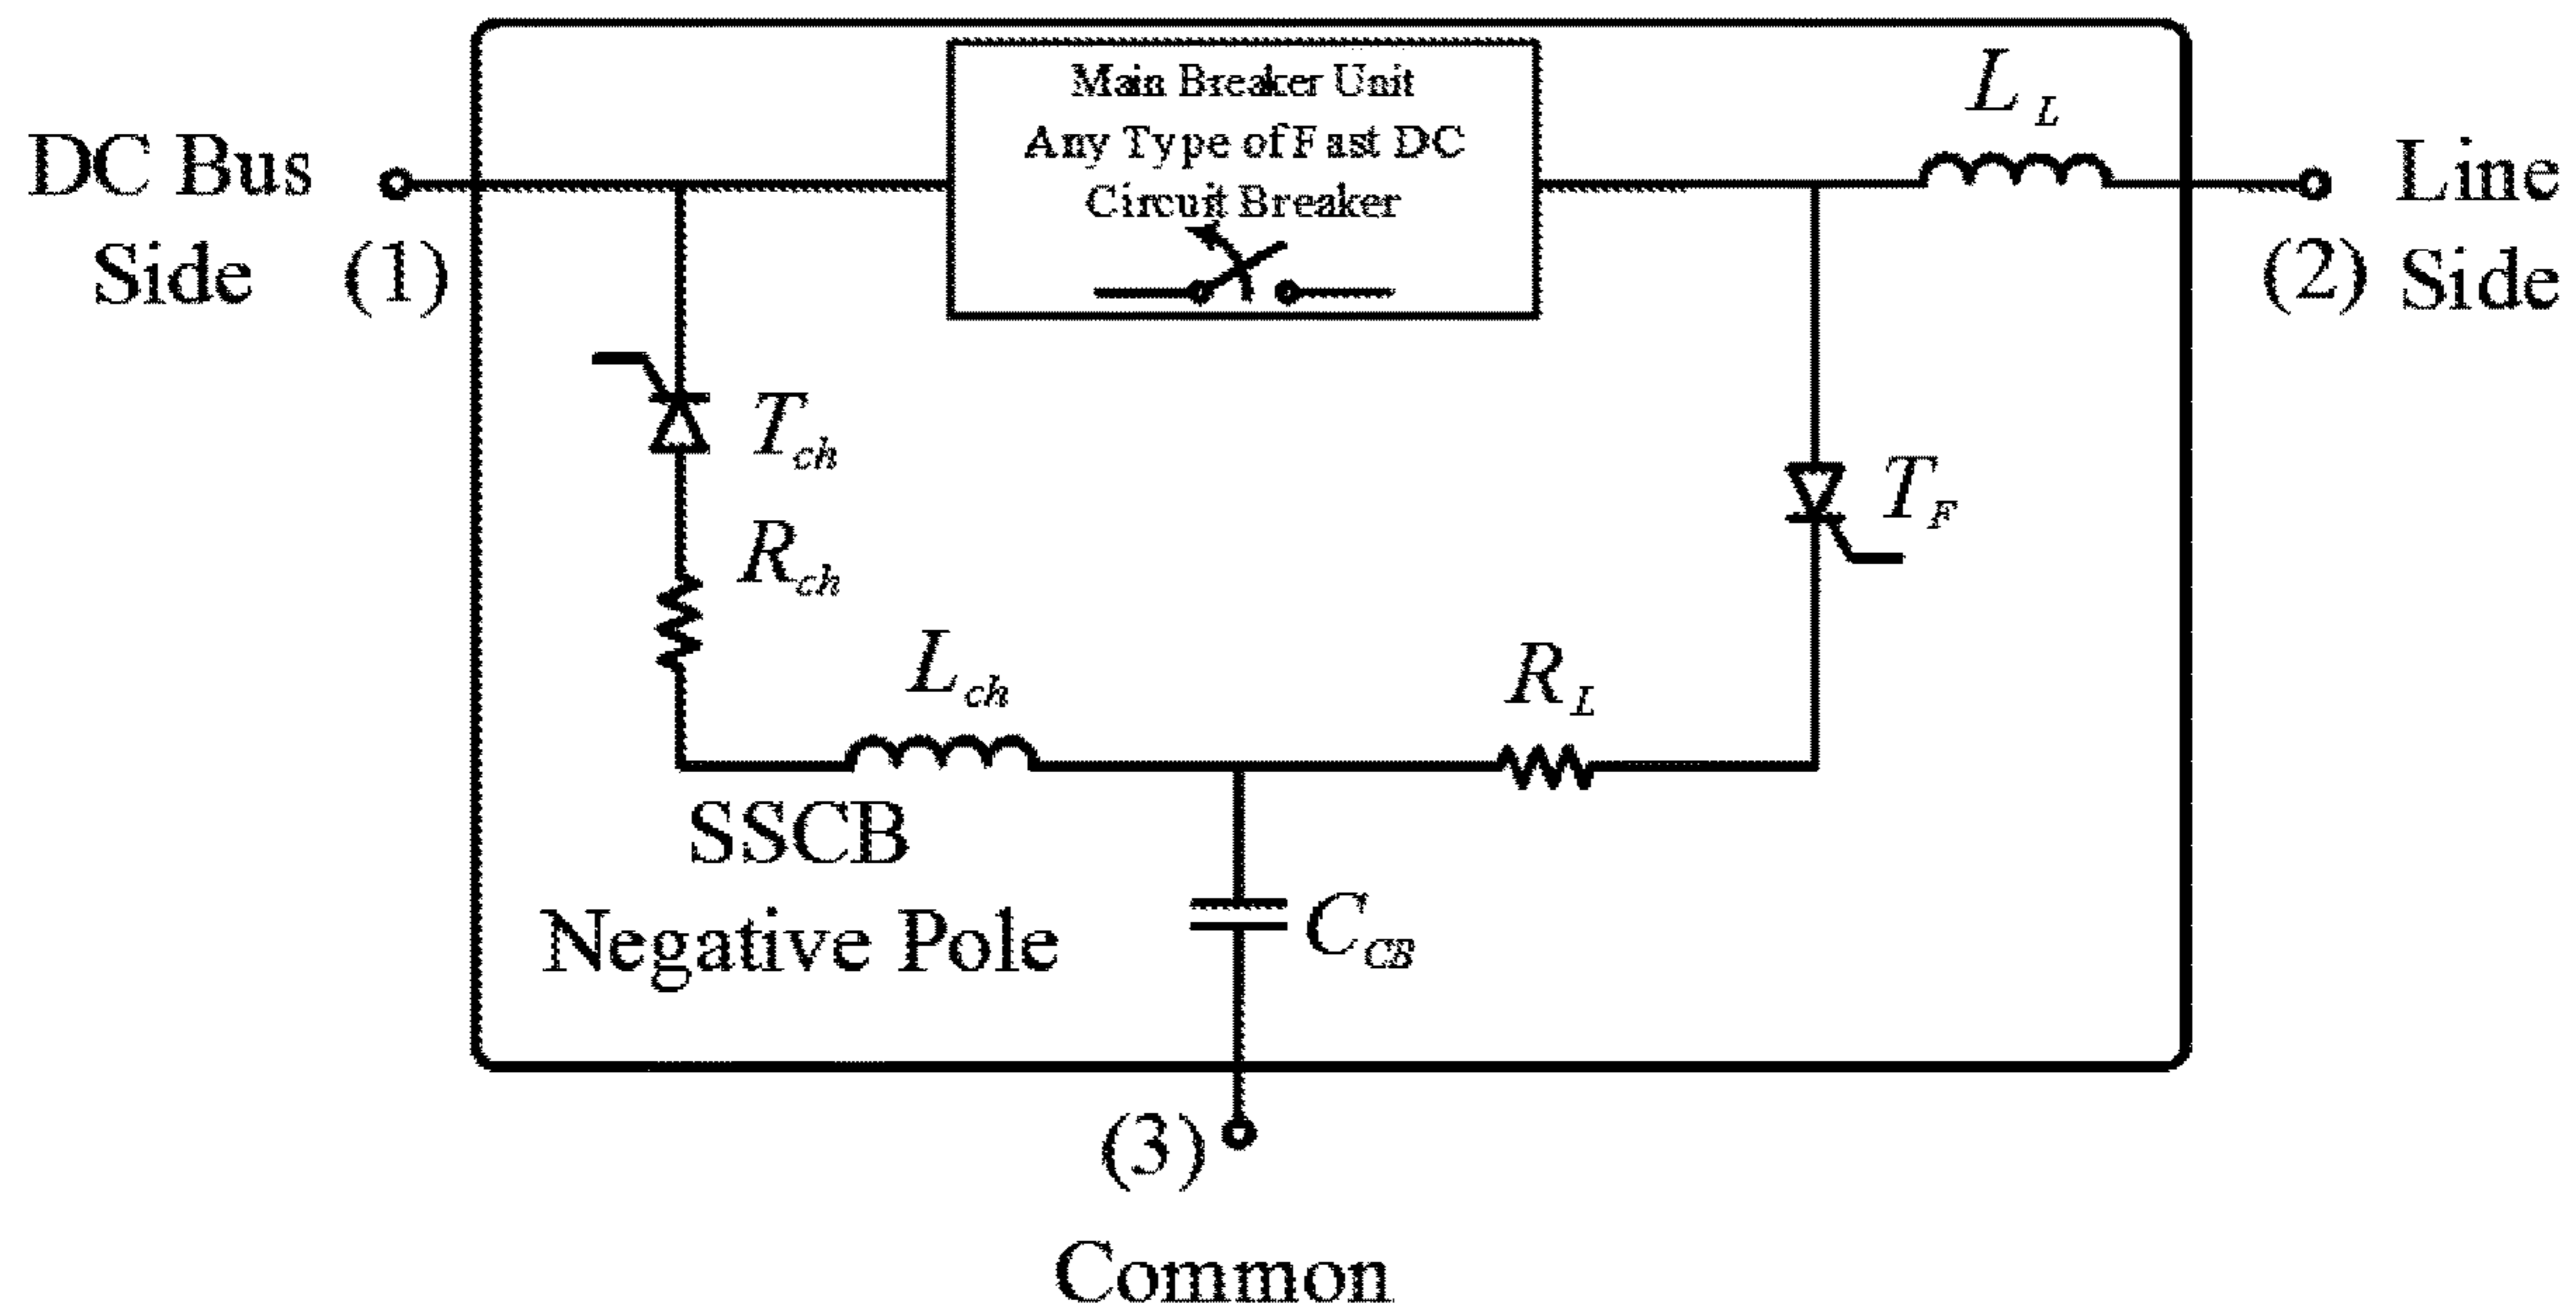 Main Breaker Unit
Any Type of Fast DC
Circuit Breaker
L_L
DC Bus
Side
(1)
Line
Side
(2)
T_ch
T_F
R_ch
L_ch
R_L
SSCB
Negative Pole
C_CB
(3)
Common